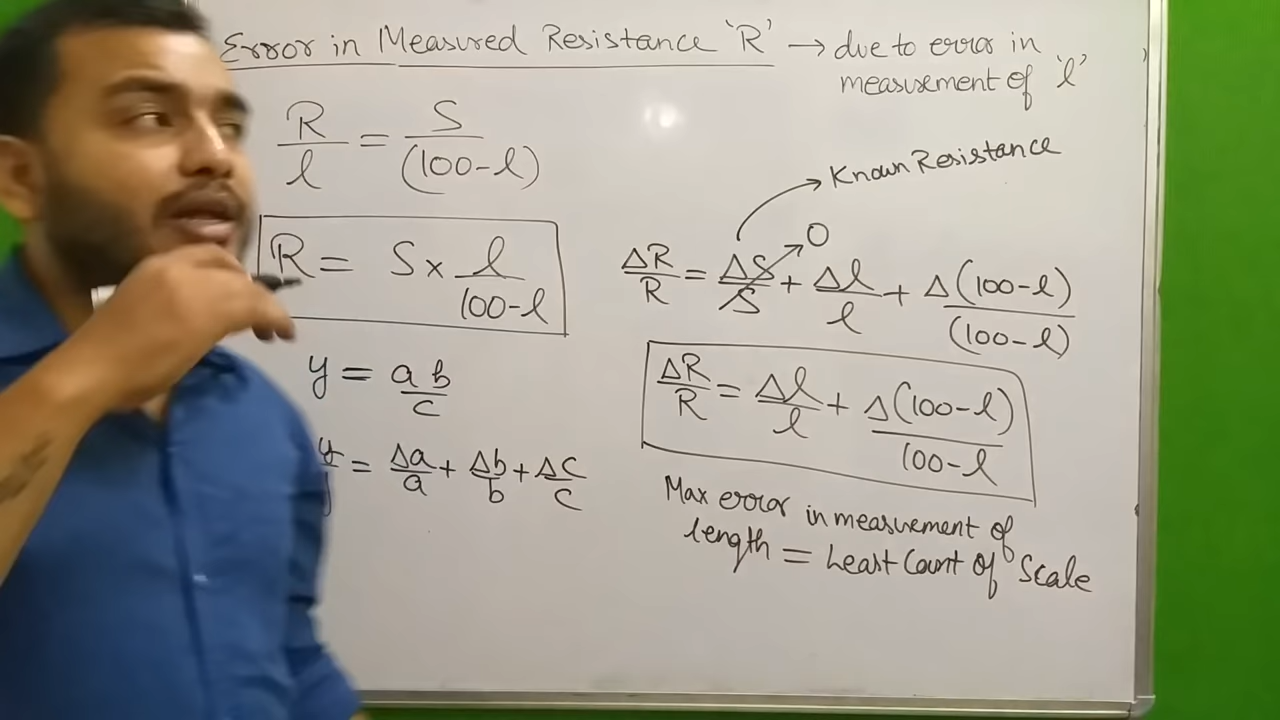 Error in Measured Resistance 'R' → due to error in
measurement of 'l'
R/l = S/(100-l)
R = S x l/(100-l)
y = ab/c
y = Δa/a + Δb/b + Δc/c
Known Resistance
ΔR/R = ΔS/S + Δl/l + Δ(100-l)/(100-l)
0
ΔR/R = Δl/l + Δ(100-l)/100-l
Max error in measurement of
length = Least Count of Scale